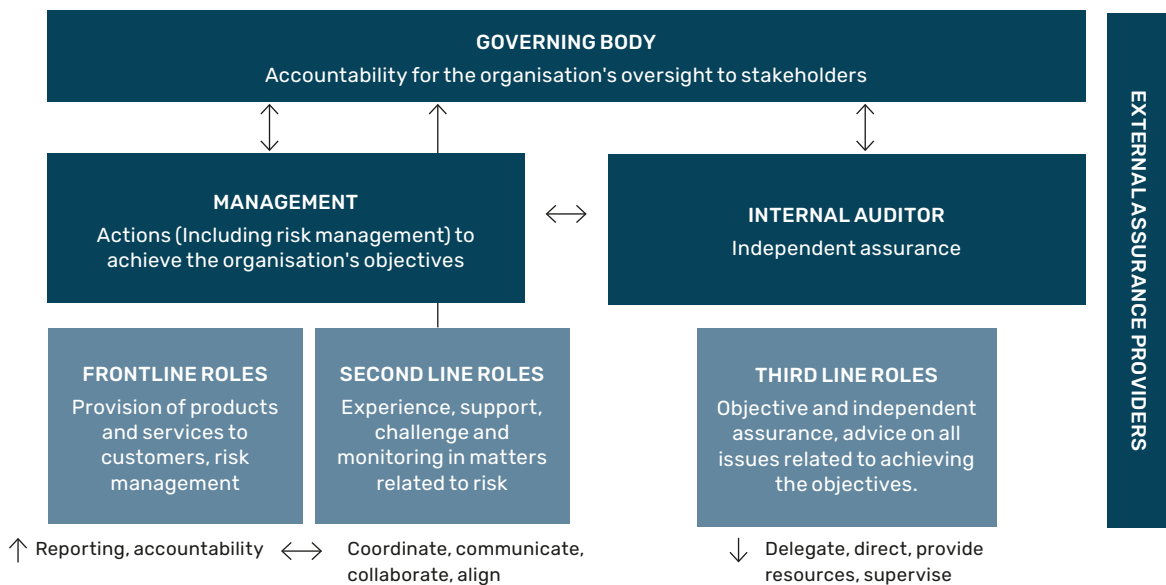 GOVERNING BODY
Accountability for the organisation's oversight to stakeholders
MANAGEMENT
Actions (Including risk management) to
achieve the organisation's objectives
INTERNAL AUDITOR
Independent assurance
FRONTLINE ROLES
Provision of products
and services to
customers, risk
management
SECOND LINE ROLES
Experience, support,
challenge and
monitoring in matters
related to risk
THIRD LINE ROLES
Objective and independent
assurance, advice on all
issues related to achieving
the objectives.
EXTERNAL ASSURANCE PROVIDERS
Reporting, accountability
Coordinate, communicate,
collaborate, align
Delegate, direct, provide
resources, supervise